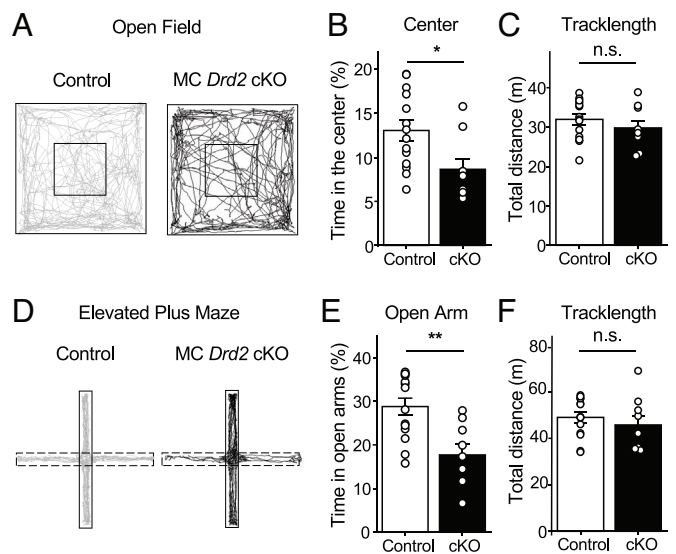 A
Open Field
Control
MC Drd2 cKO
B
Center
*
Time in the center (%)
20
15
10
5
0
Control
cKO
C
Tracklength
n.s.
Total distance (m)
40
30
20
10
0
Control
cKO
D
Elevated Plus Maze
Control
MC Drd2 cKO
E
Open Arm
**
Time in open arms (%)
40
30
20
10
0
Control
cKO
F
Tracklength
n.s.
Total distance (m)
80
60
40
20
0
Control
cKO